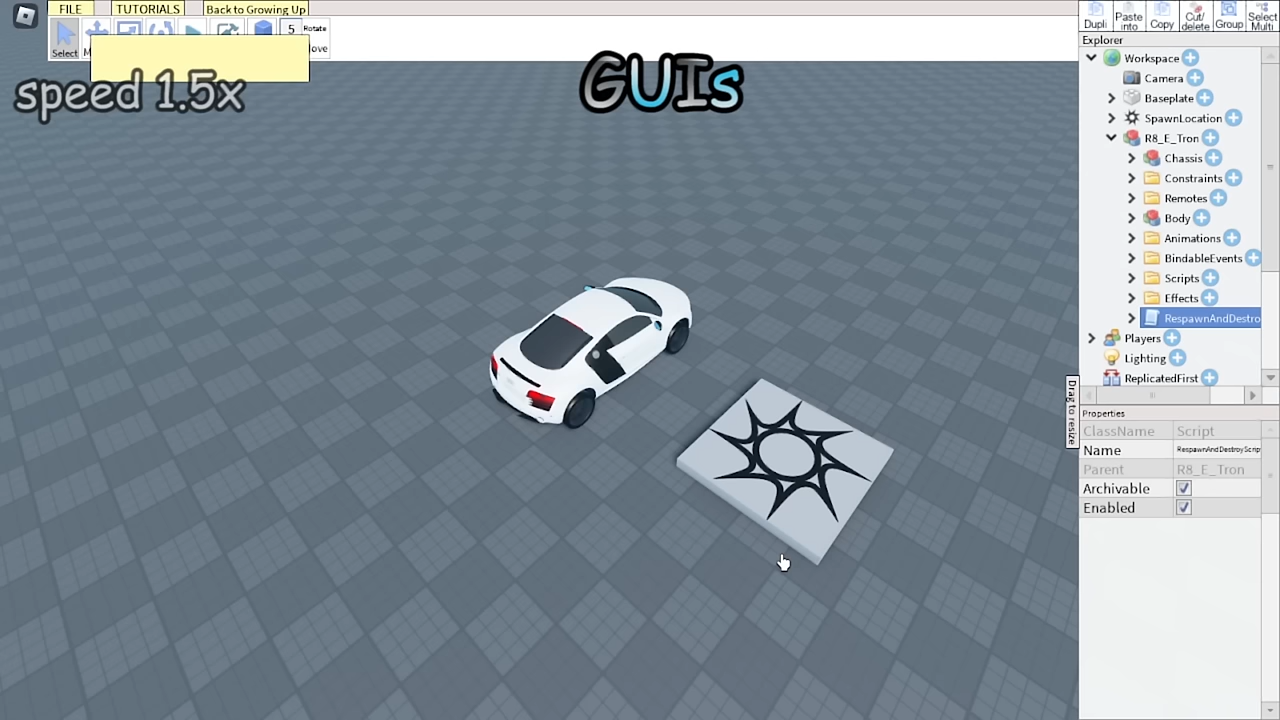 FILE
TUTORIALS
Back to Growing Up
Select
5
Rotate
speed 1.5x
GUIs
Dupli
Paste into
Copy
Cut/ delete
Group
Select Multi
Explorer
Workspace
Camera
Baseplate
SpawnLocation
R8_E_Tron
Chassis
Constraints
Remotes
Body
Animations
BindableEvents
Scripts
Effects
RespawnAndDestro
Players
Lighting
ReplicatedFirst
Drag to resize
Properties
ClassName Script
Name RespawnAndDestroyScrip
Parent R8_E_Tron
Archivable
Enabled